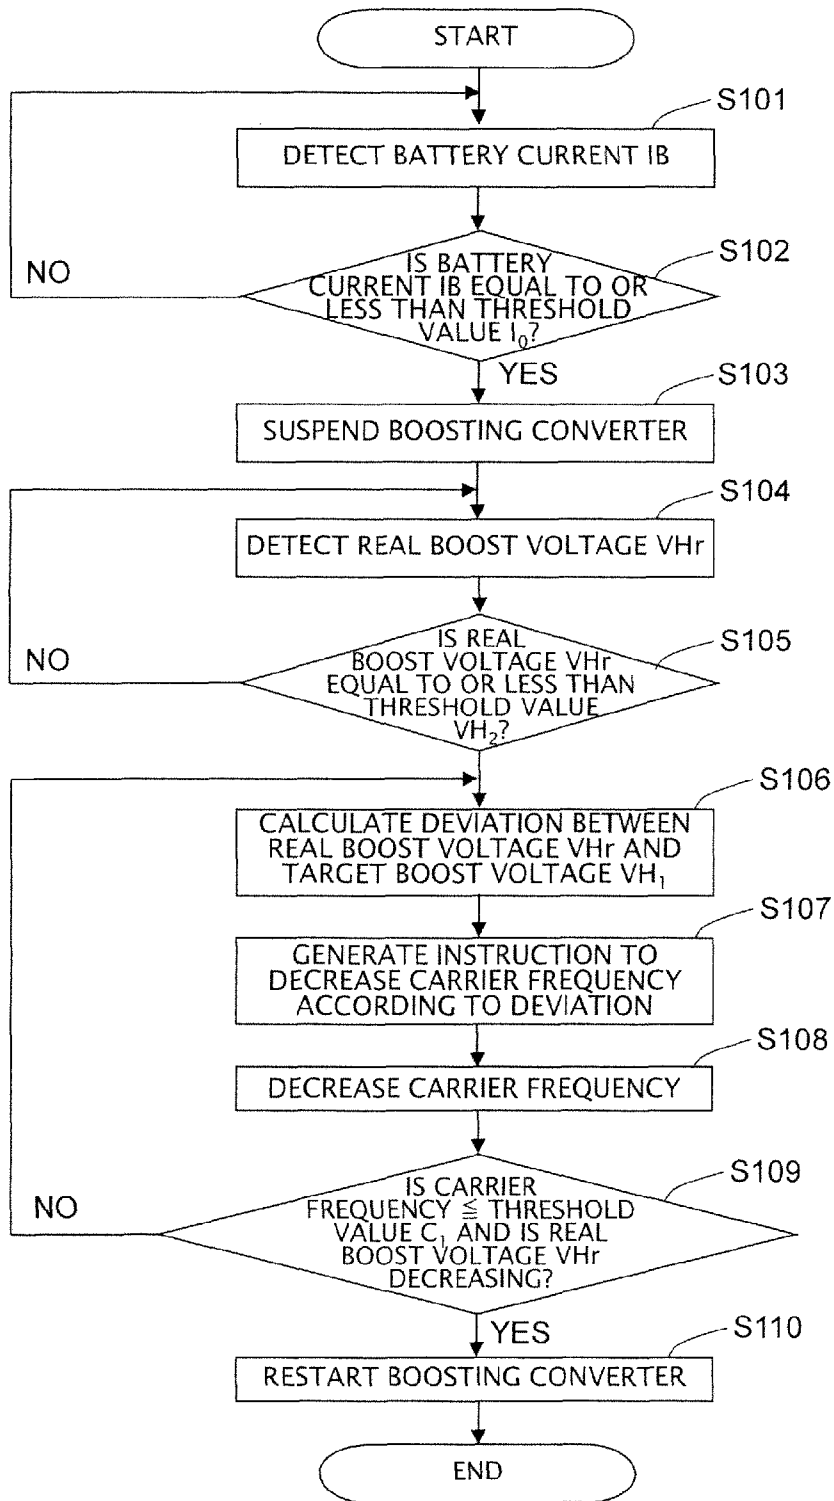 START
S101
DETECT BATTERY CURRENT IB
S102
IS BATTERY
CURRENT IB EQUAL TO OR
LESS THAN THRESHOLD
VALUE I₀?
NO
YES
S103
SUSPEND BOOSTING CONVERTER
S104
DETECT REAL BOOST VOLTAGE VHr
S105
IS REAL
BOOST VOLTAGE VHr
EQUAL TO OR LESS THAN
THRESHOLD VALUE
VH₂?
NO
S106
CALCULATE DEVIATION BETWEEN
REAL BOOST VOLTAGE VHr AND
TARGET BOOST VOLTAGE VH₁
S107
GENERATE INSTRUCTION TO
DECREASE CARRIER FREQUENCY
ACCORDING TO DEVIATION
S108
DECREASE CARRIER FREQUENCY
S109
IS CARRIER
FREQUENCY ≦ THRESHOLD
VALUE C₁ AND IS REAL
BOOST VOLTAGE VHr
DECREASING?
NO
YES
S110
RESTART BOOSTING CONVERTER
END